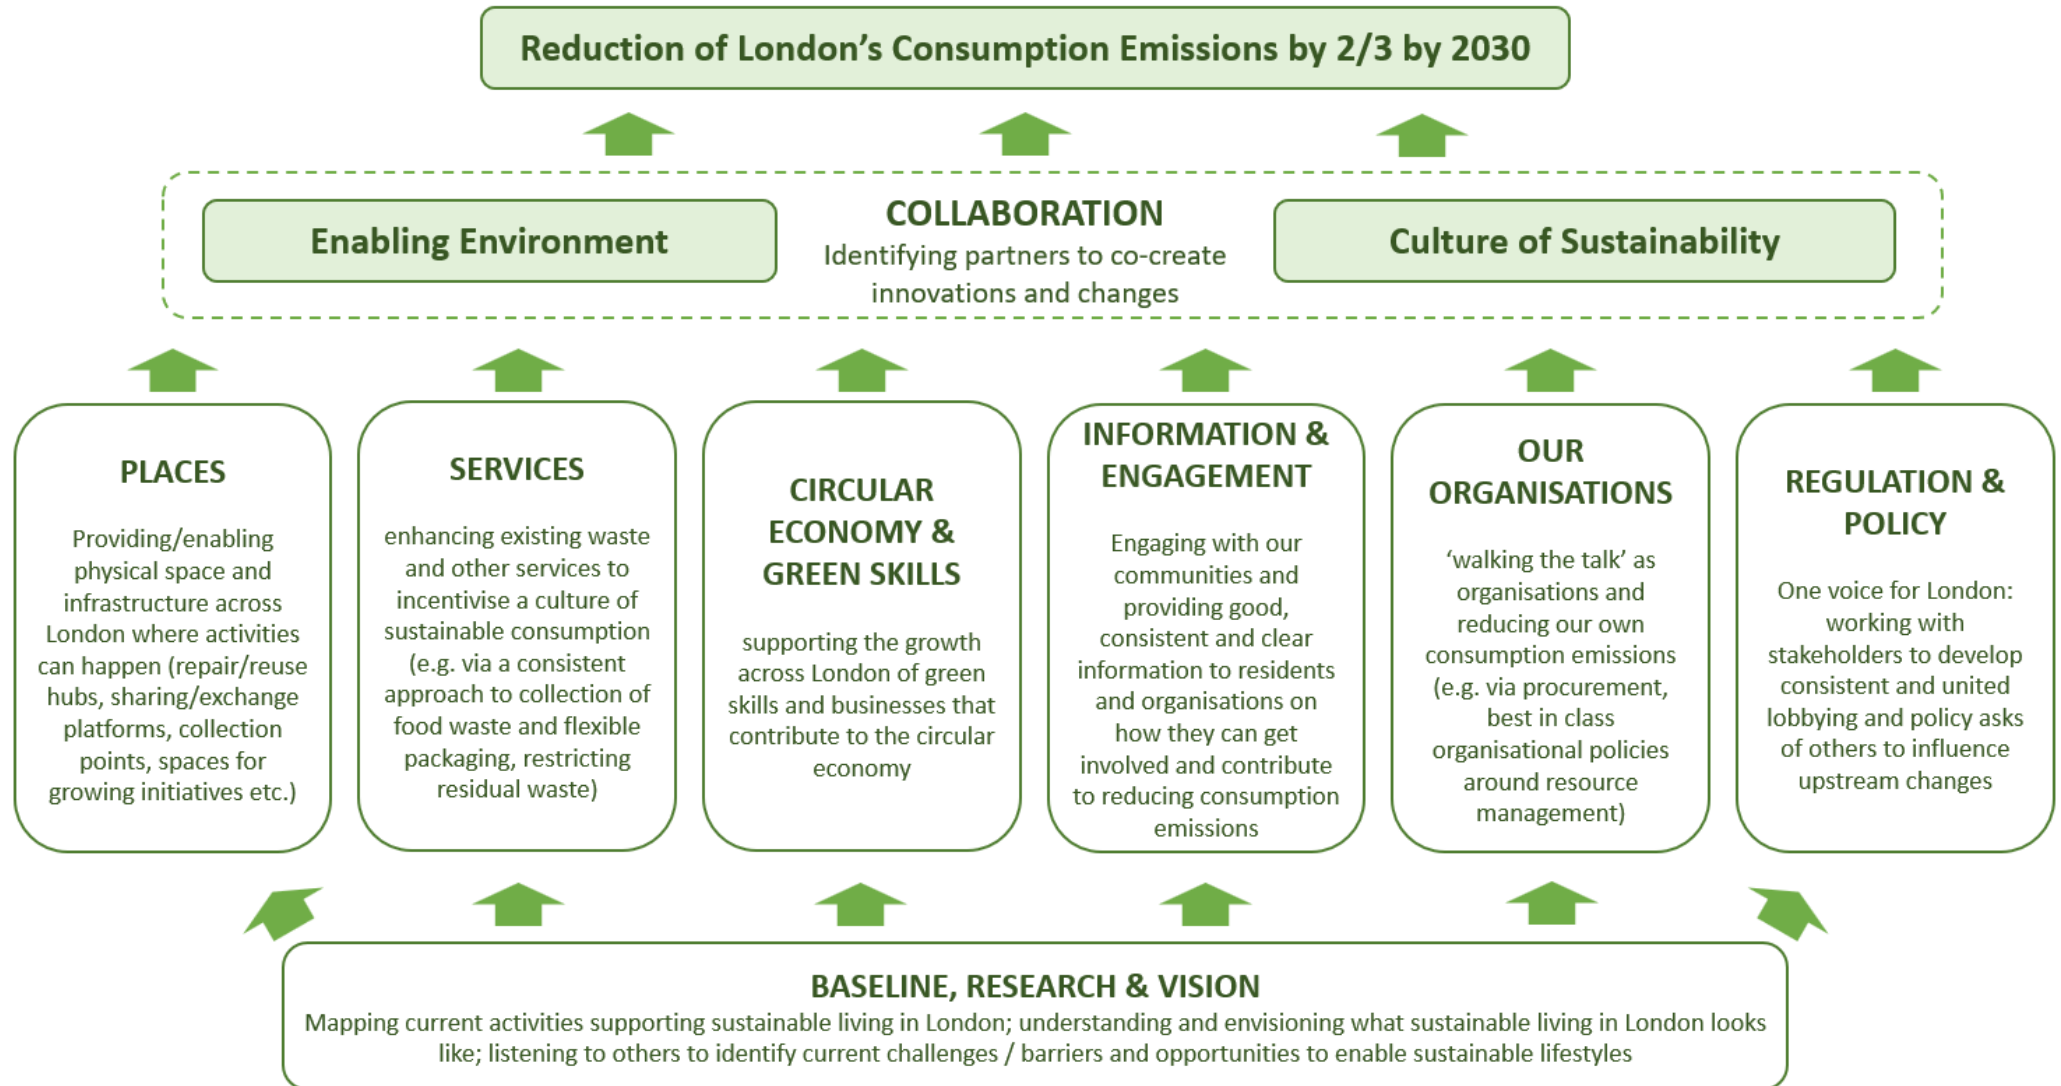 Reduction of London’s Consumption Emissions by 2/3 by 2030
Enabling Environment
COLLABORATION
Identifying partners to co-create
innovations and changes
Culture of Sustainability
PLACES
Providing/enabling
physical space and
infrastructure across
London where activities
can happen (repair/reuse
hubs, sharing/exchange
platforms, collection
points, spaces for
growing initiatives etc.)
SERVICES
enhancing existing waste
and other services to
incentivise a culture of
sustainable consumption
(e.g. via a consistent
approach to collection of
food waste and flexible
packaging, restricting
residual waste)
CIRCULAR
ECONOMY &
GREEN SKILLS
supporting the growth
across London of green
skills and businesses that
contribute to the circular
economy
INFORMATION &
ENGAGEMENT
Engaging with our
communities and
providing good,
consistent and clear
information to residents
and organisations on
how they can get
involved and contribute
to reducing consumption
emissions
OUR
ORGANISATIONS
‘walking the talk’ as
organisations and
reducing our own
consumption emissions
(e.g. via procurement,
best in class
organisational policies
around resource
management)
REGULATION &
POLICY
One voice for London:
working with
stakeholders to develop
consistent and united
lobbying and policy asks
of others to influence
upstream changes
BASELINE, RESEARCH & VISION
Mapping current activities supporting sustainable living in London; understanding and envisioning what sustainable living in London looks
like; listening to others to identify current challenges / barriers and opportunities to enable sustainable lifestyles